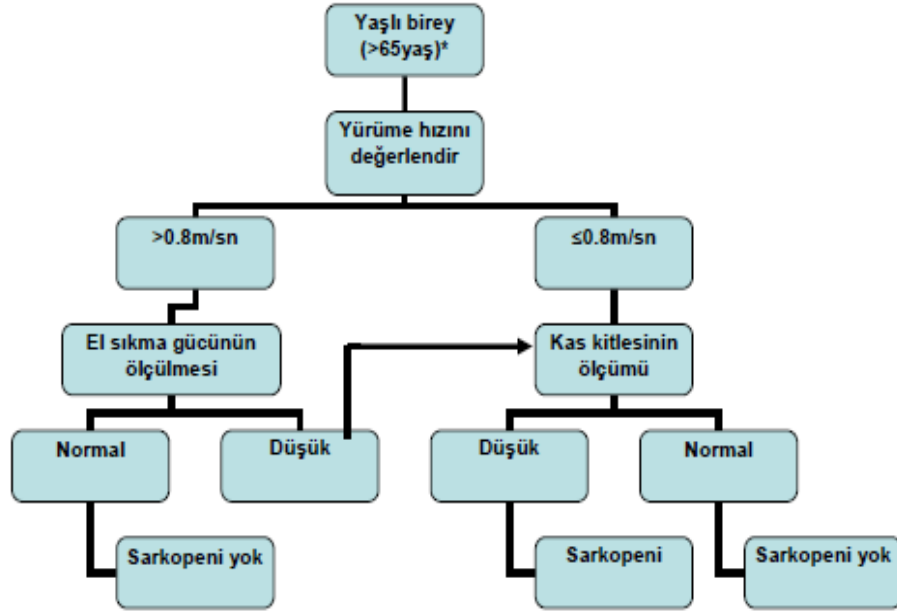 Yaşlı birey
(>65yaş)*
Yürüme hızını
değerlendir
>0.8m/sn
≤0.8m/sn
El sıkma gücünün
ölçülmesi
Kas kitlesinin
ölçümü
Normal
Düşük
Düşük
Normal
Sarkopeni yok
Sarkopeni
Sarkopeni yok